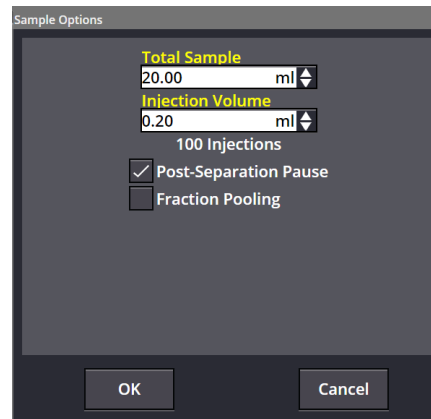 Sample Options
Total Sample
20.00 ml
Injection Volume
0.20 ml
100 Injections
Post-Separation Pause
Fraction Pooling
OK Cancel